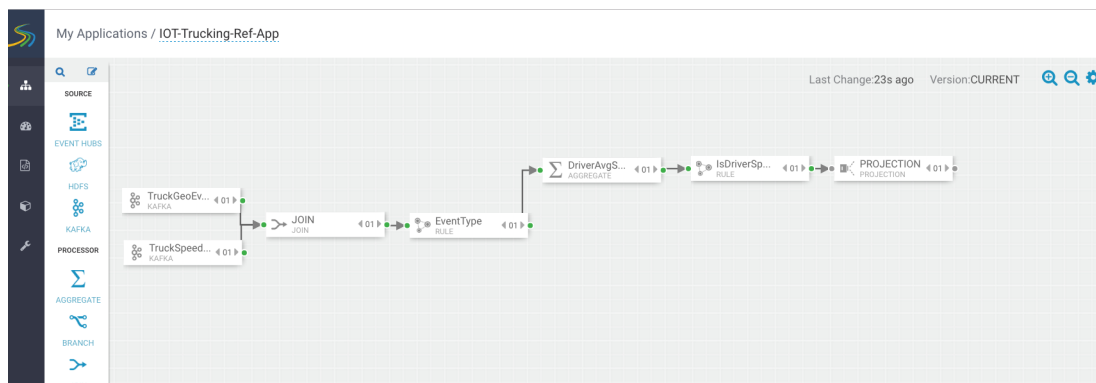 My Applications / IOT-Trucking-Ref-App
Last Change:23s ago Version:CURRENT
SOURCE
EVENT HUBS
HDFS
KAFKA
PROCESSOR
AGGREGATE
BRANCH
TruckGeoEv... 01
KAFKA
TruckSpeed... 01
KAFKA
JOIN 01
JOIN
EventType 01
RULE
DriverAvgS... 01
AGGREGATE
IsDriverSp... 01
RULE
PROJECTION 01
PROJECTION